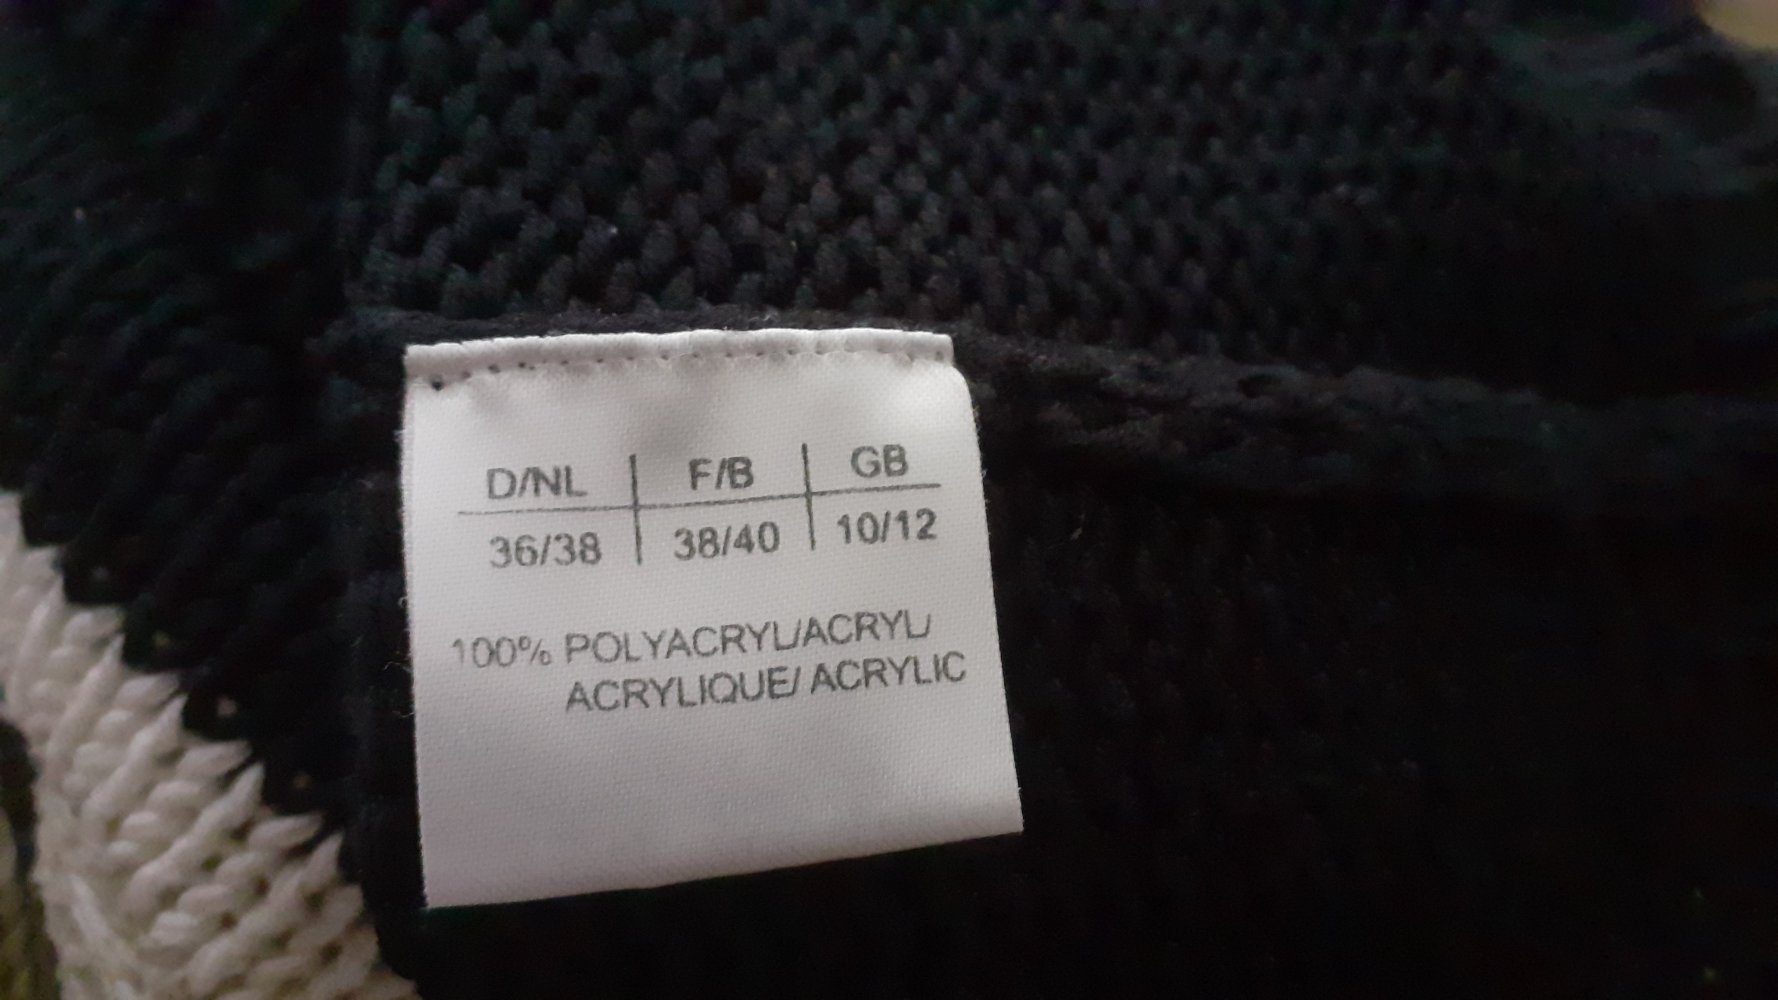 D/NL F/B GB
36/38 38/40 10/12
100% POLYACRYL/ACRYL/
ACRYLIQUE/ ACRYLIC